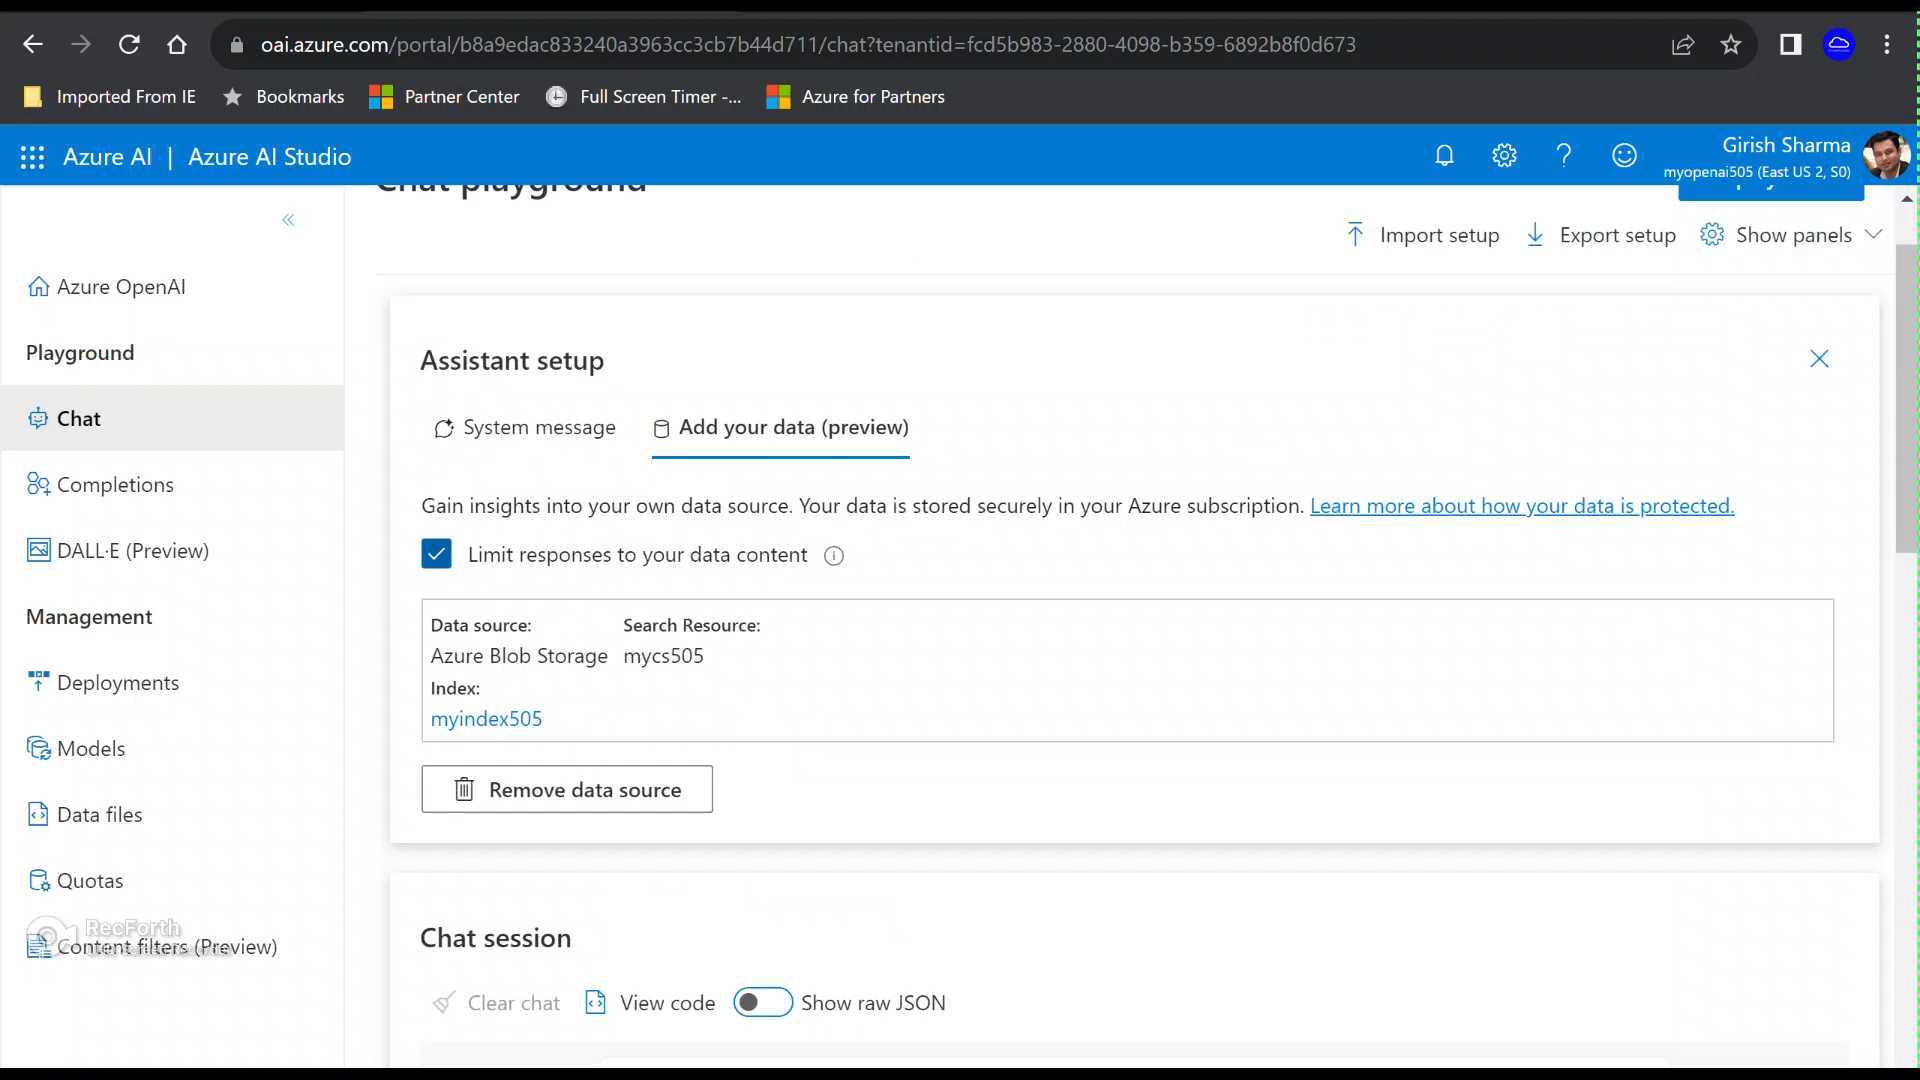 oai.azure.com/portal/b8a9edac833240a3963cc3cb7b44d711/chat?tenantid=fcd5b983-2880-4098-b359-6892b8f0d673
Imported From IE
Bookmarks
Partner Center
Full Screen Timer -...
Azure for Partners
Azure AI | Azure AI Studio
Girish Sharma
myopenai505 (East US 2, S0)
Chat playground
Import setup
Export setup
Show panels
Azure OpenAI
Playground
Chat
Completions
DALL·E (Preview)
Management
Deployments
Models
Data files
Quotas
Content filters (Preview)
RecForth
Assistant setup
System message
Add your data (preview)
Gain insights into your own data source. Your data is stored securely in your Azure subscription. Learn more about how your data is protected.
Limit responses to your data content
Data source: Search Resource:
Azure Blob Storage mycs505
Index:
myindex505
Remove data source
Chat session
Clear chat
View code
Show raw JSON